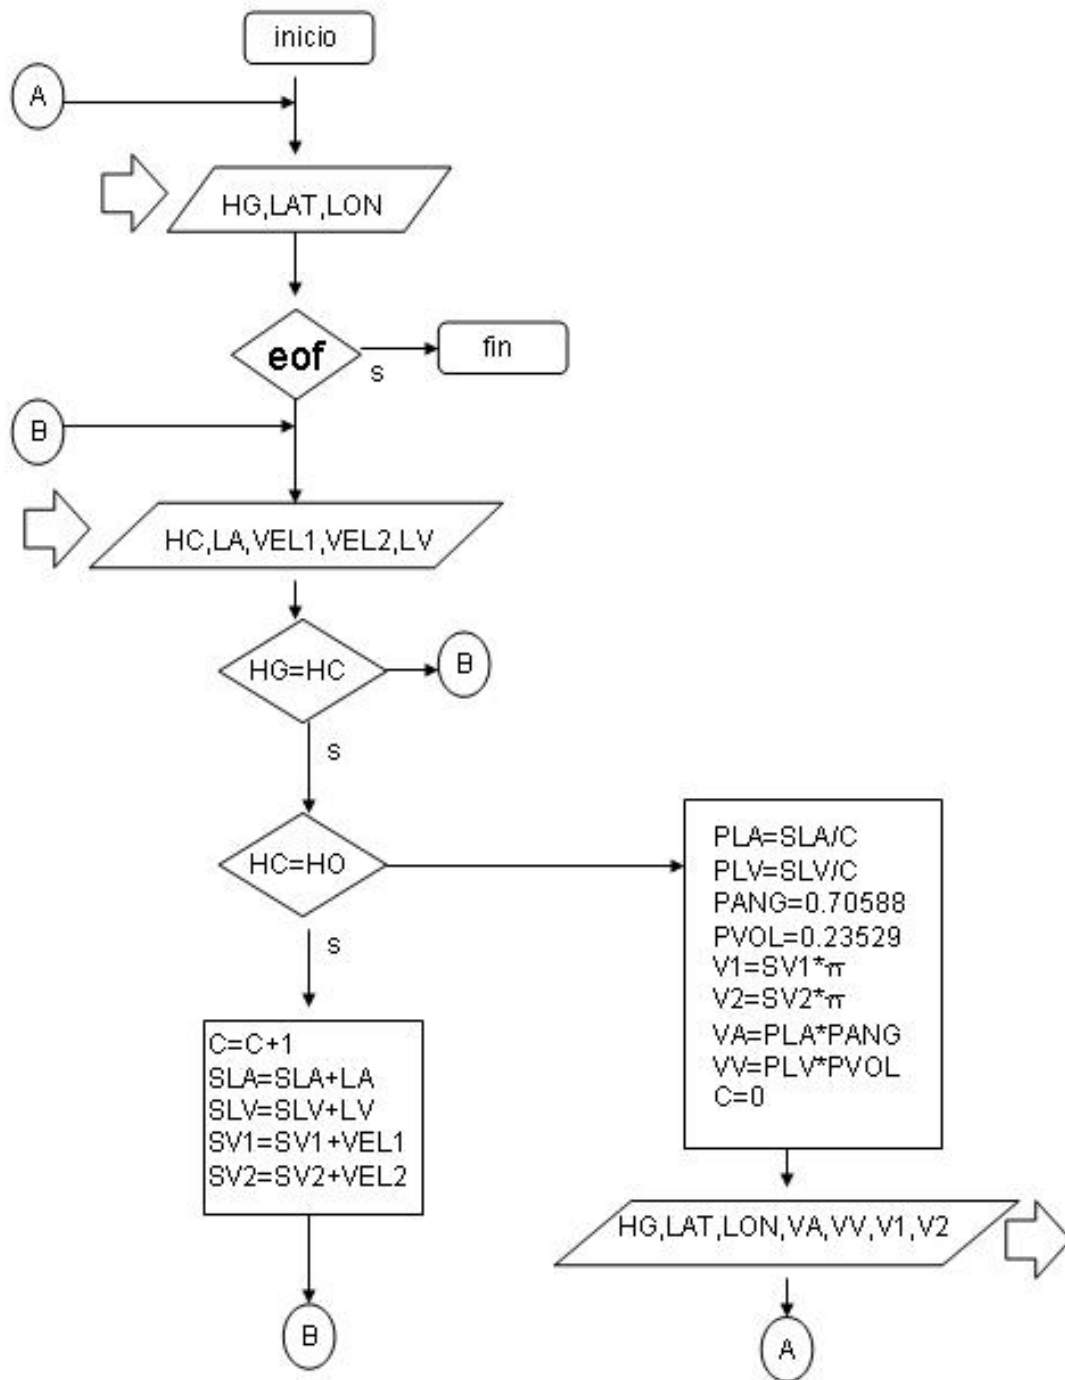 inicio
A
HG,LAT,LON
eof
s
fin
B
HC,LA,VEL1,VEL2,LV
HG=HC
B
s
HC=HO
s
C=C+1
SLA=SLA+LA
SLV=SLV+LV
SV1=SV1+VEL1
SV2=SV2+VEL2
B
PLA=SLA/C
PLV=SLV/C
PANG=0.70588
PVOL=0.23529
V1=SV1*π
V2=SV2*π
VA=PLA*PANG
VV=PLV*PVOL
C=0
HG,LAT,LON,VA,VV,V1,V2
A